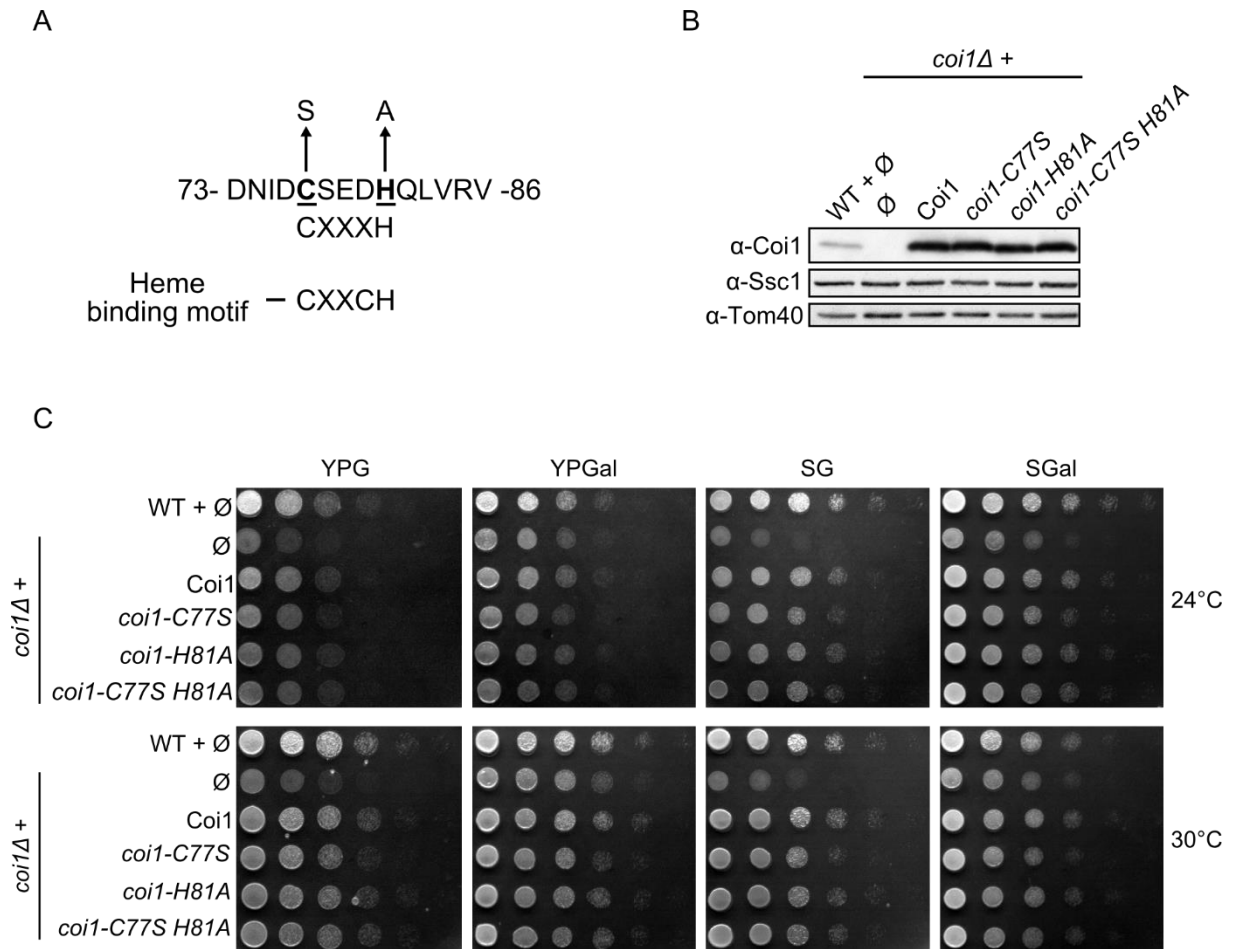 A
S A
73- DNIDCSEDHQLVRV -86
CXXXH
Heme
binding motif
– CXXCH
B
coi1Δ +
WT + Ø
Ø
Coi1
coi1-C77S
coi1-H81A
coi1-C77S H81A
α-Coi1
α-Ssc1
α-Tom40
C
YPG YPGal SG SGal
WT + Ø
coi1Δ +
Ø
Coi1
coi1-C77S
coi1-H81A
coi1-C77S H81A
24°C
WT + Ø
coi1Δ +
Ø
Coi1
coi1-C77S
coi1-H81A
coi1-C77S H81A
30°C